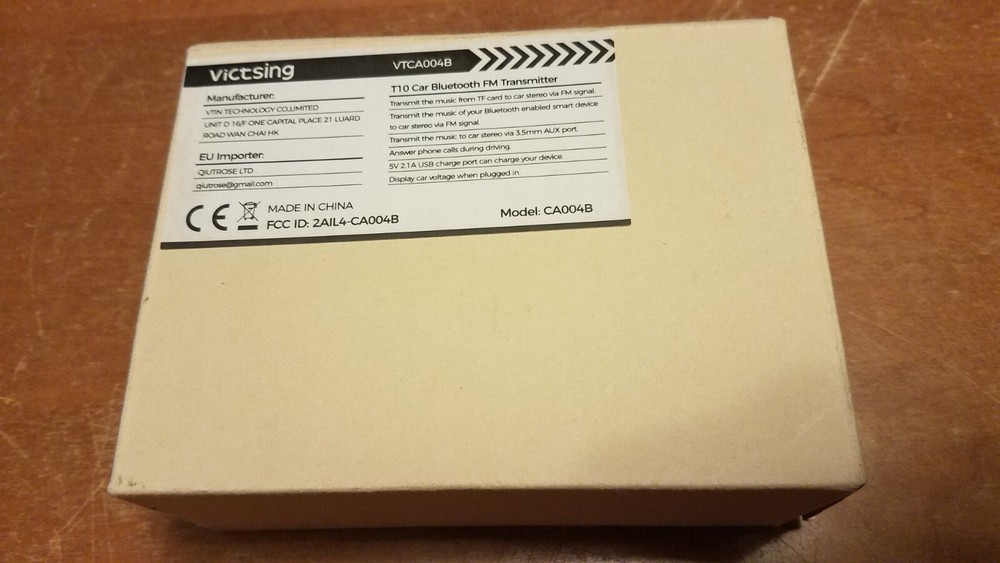 VicTsing
VTCA004B
Manufacturer:
VTIN TECHNOLOGY CO.,LIMITED
UNIT D 16/F ONE CAPITAL PLACE 21 LUARD
ROAD WAN CHAI HK
EU Importer:
QIUTROSE LTD
qiutrose@gmail.com
T10 Car Bluetooth FM Transmitter
Transmit the music from TF card to car stereo via FM signal.
Transmit the music of your Bluetooth enabled smart device
to car stereo via FM signal.
Transmit the music to car stereo via 3.5mm AUX port.
Answer phone calls during driving.
5V 2.1A USB charge port can charge your device.
Display car voltage when plugged in.
CE
MADE IN CHINA
FCC ID: 2AIL4-CA004B
Model: CA004B